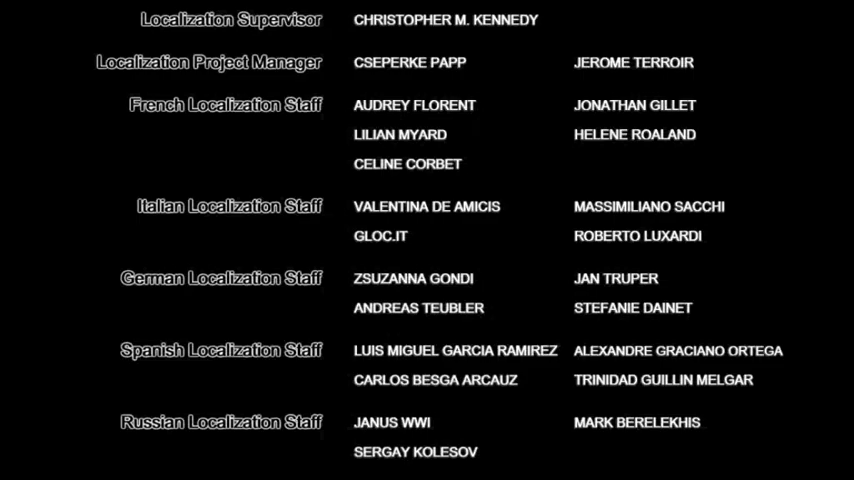 Localization Supervisor CHRISTOPHER M. KENNEDY
Localization Project Manager CSEPERKE PAPP JEROME TERROIR
French Localization Staff AUDREY FLORENT JONATHAN GILLET
LILIAN MYARD HELENE ROALAND
CELINE CORBET
Italian Localization Staff VALENTINA DE AMICIS MASSIMILIANO SACCHI
GLOC.IT ROBERTO LUXARDI
German Localization Staff ZSUZANNA GONDI JAN TRUPER
ANDREAS TEUBLER STEFANIE DAINET
Spanish Localization Staff LUIS MIGUEL GARCIA RAMIREZ ALEXANDRE GRACIANO ORTEGA
CARLOS BESGA ARCAUZ TRINIDAD GUILLIN MELGAR
Russian Localization Staff JANUS WWI MARK BERELEKHIS
SERGAY KOLESOV